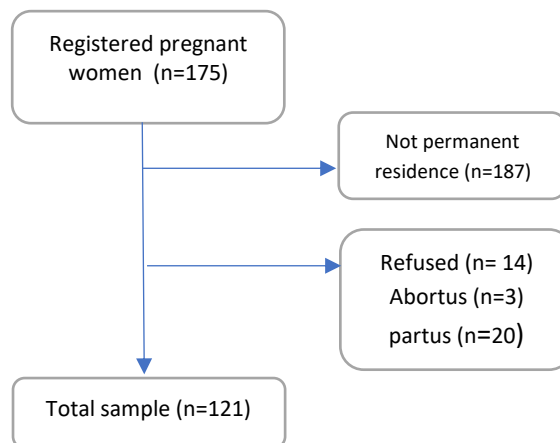 Registered pregnant
women (n=175)
Not permanent
residence (n=187)
Refused (n= 14)
Abortus (n=3)
partus (n=20)
Total sample (n=121)